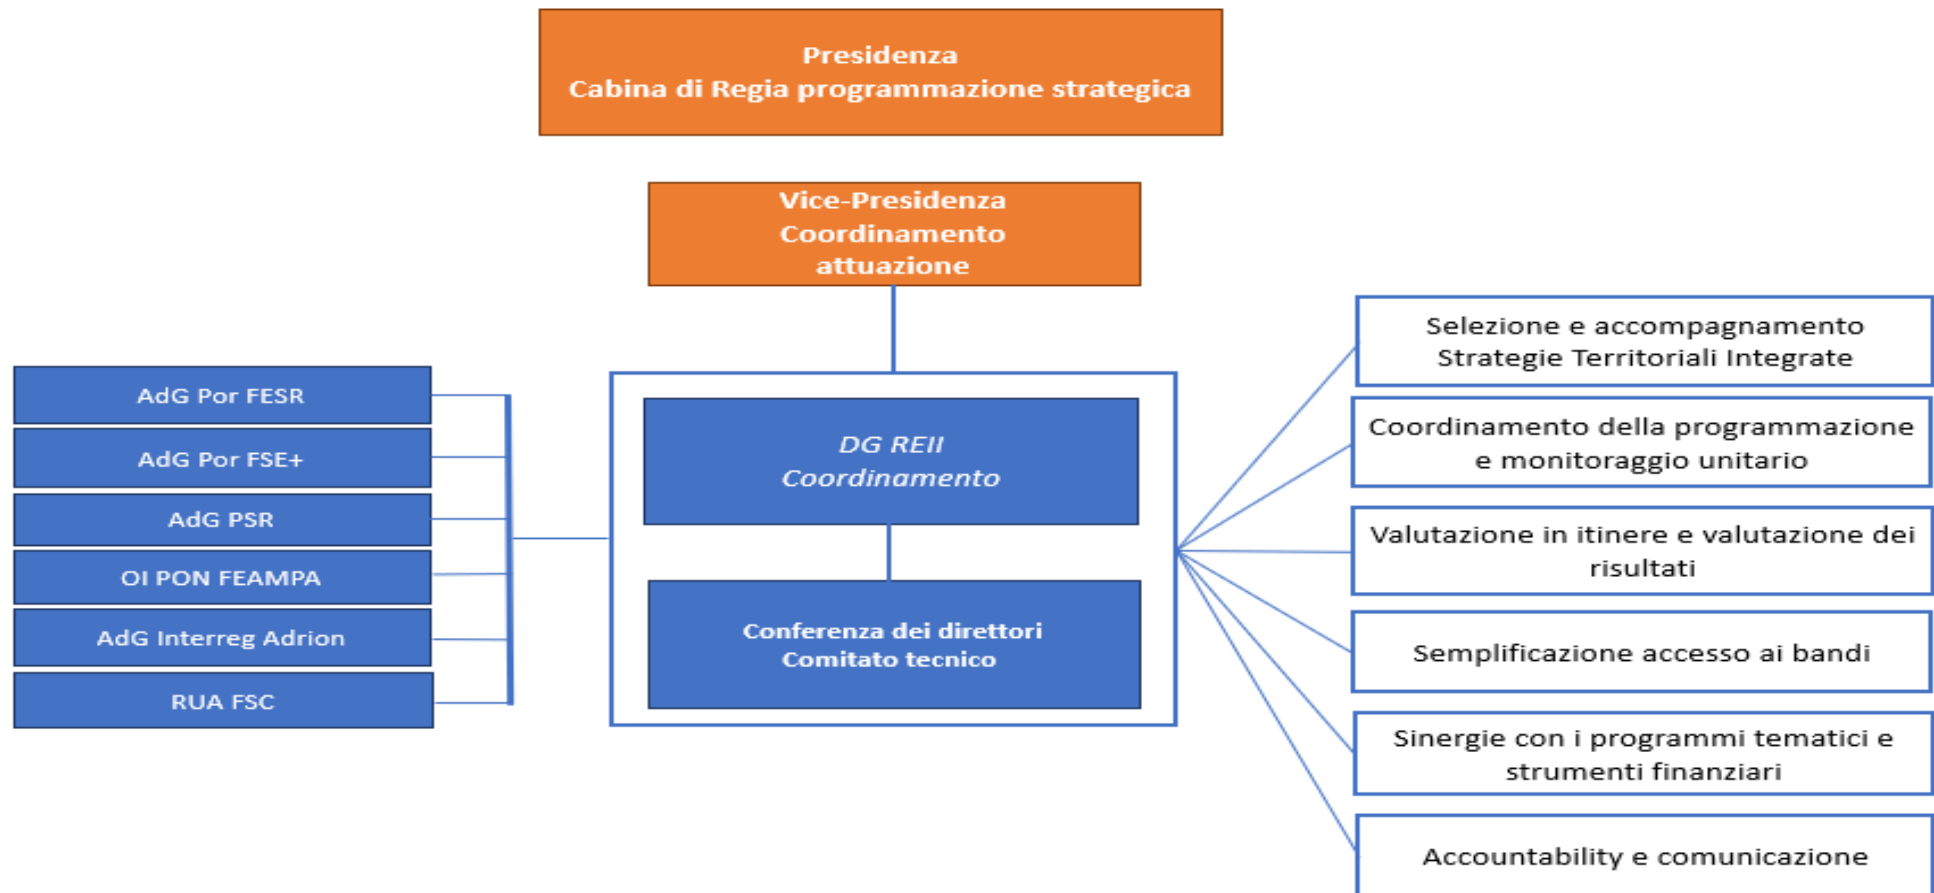 Presidenza
Cabina di Regia programmazione strategica
Vice-Presidenza
Coordinamento
attuazione
AdG Por FESR
AdG Por FSE+
AdG PSR
OI PON FEAMPA
AdG Interreg Adrion
RUA FSC
DG REII
Coordinamento
Conferenza dei direttori
Comitato tecnico
Selezione e accompagnamento
Strategie Territoriali Integrate
Coordinamento della programmazione
e monitoraggio unitario
Valutazione in itinere e valutazione dei
risultati
Semplificazione accesso ai bandi
Sinergie con i programmi tematici e
strumenti finanziari
Accountability e comunicazione